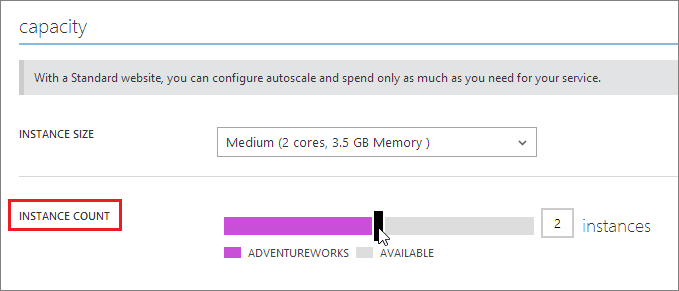 capacity
With a Standard website, you can configure autoscale and spend only as much as you need for your service.
INSTANCE SIZE
Medium (2 cores, 3.5 GB Memory )
INSTANCE COUNT
2 instances
ADVENTUREWORKS AVAILABLE